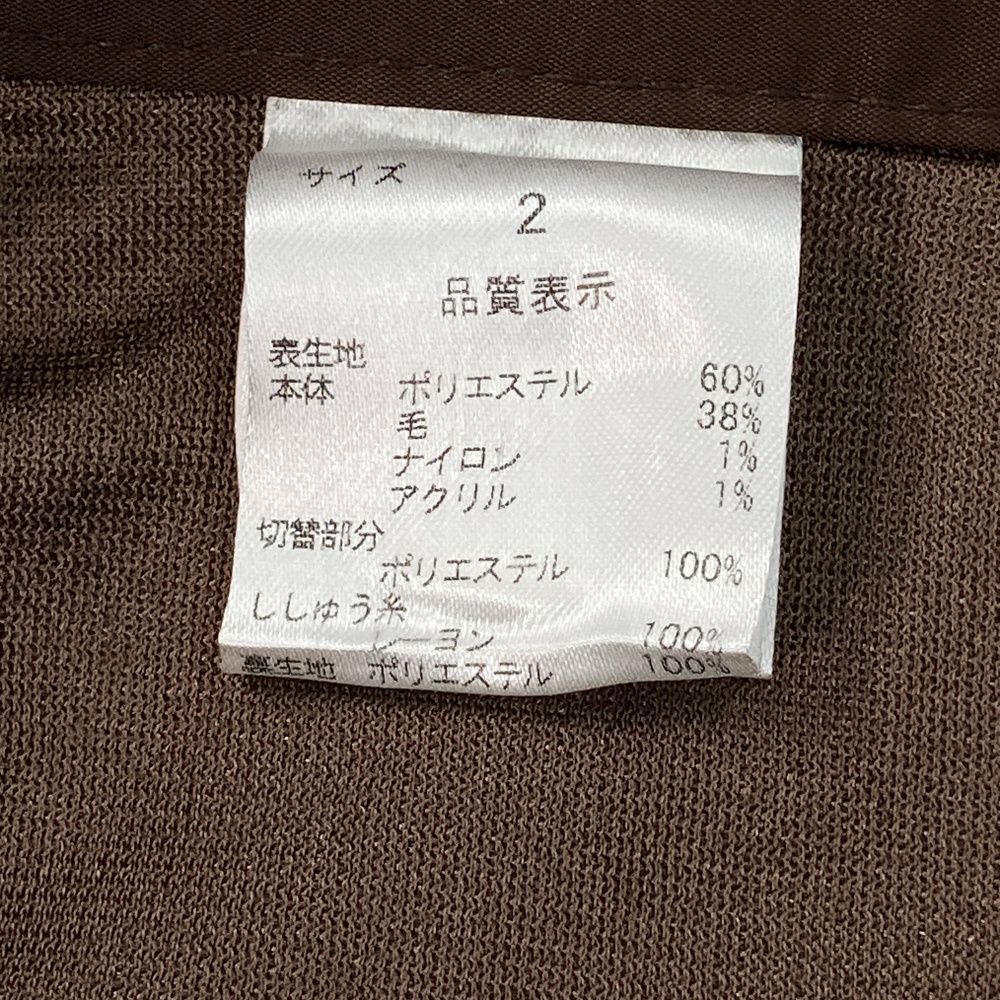 サイズ
2
品質表示
表生地
本体 ポリエステル 60%
毛 38%
ナイロン 1%
アクリル 1%
切替部分
ポリエステル 100%
ししゅう糸
レーヨン 100%
裏生地 ポリエステル 100%